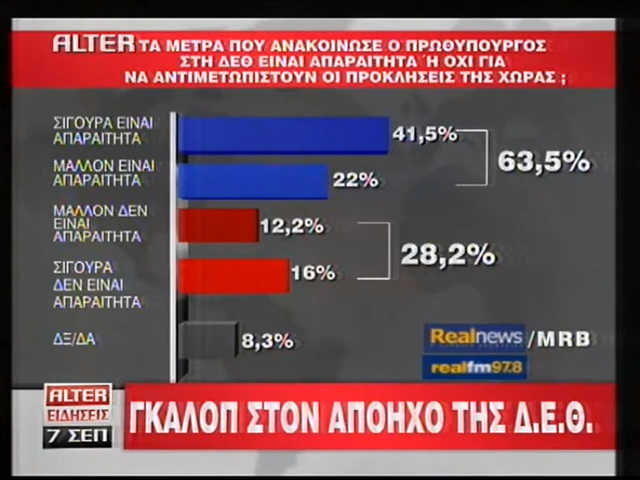 ALTER ΤΑ ΜΕΤΡΑ ΠΟΥ ΑΝΑΚΟΙΝΩΣΕ Ο ΠΡΩΘΥΠΟΥΡΓΟΣ
ΣΤΗ ΔΕΘ ΕΙΝΑΙ ΑΠΑΡΑΙΤΗΤΑ Ή ΟΧΙ ΓΙΑ
ΝΑ ΑΝΤΙΜΕΤΩΠΙΣΤΟΥΝ ΟΙ ΠΡΟΚΛΗΣΕΙΣ ΤΗΣ ΧΩΡΑΣ ;
ΣΙΓΟΥΡΑ ΕΙΝΑΙ
ΑΠΑΡΑΙΤΗΤΑ
41,5%
ΜΑΛΛΟΝ ΕΙΝΑΙ
ΑΠΑΡΑΙΤΗΤΑ
22%
63,5%
ΜΑΛΛΟΝ ΔΕΝ
ΕΙΝΑΙ
ΑΠΑΡΑΙΤΗΤΑ
12,2%
ΣΙΓΟΥΡΑ
ΔΕΝ ΕΙΝΑΙ
ΑΠΑΡΑΙΤΗΤΑ
16%
28,2%
ΔΞ/ΔΑ
8,3%
Realnews /MRB
realfm97.8
ALTER
ΕΙΔΗΣΕΙΣ
7 ΣΕΠ
ΓΚΑΛΟΠ ΣΤΟΝ ΑΠΟΗΧΟ ΤΗΣ Δ.Ε.Θ.